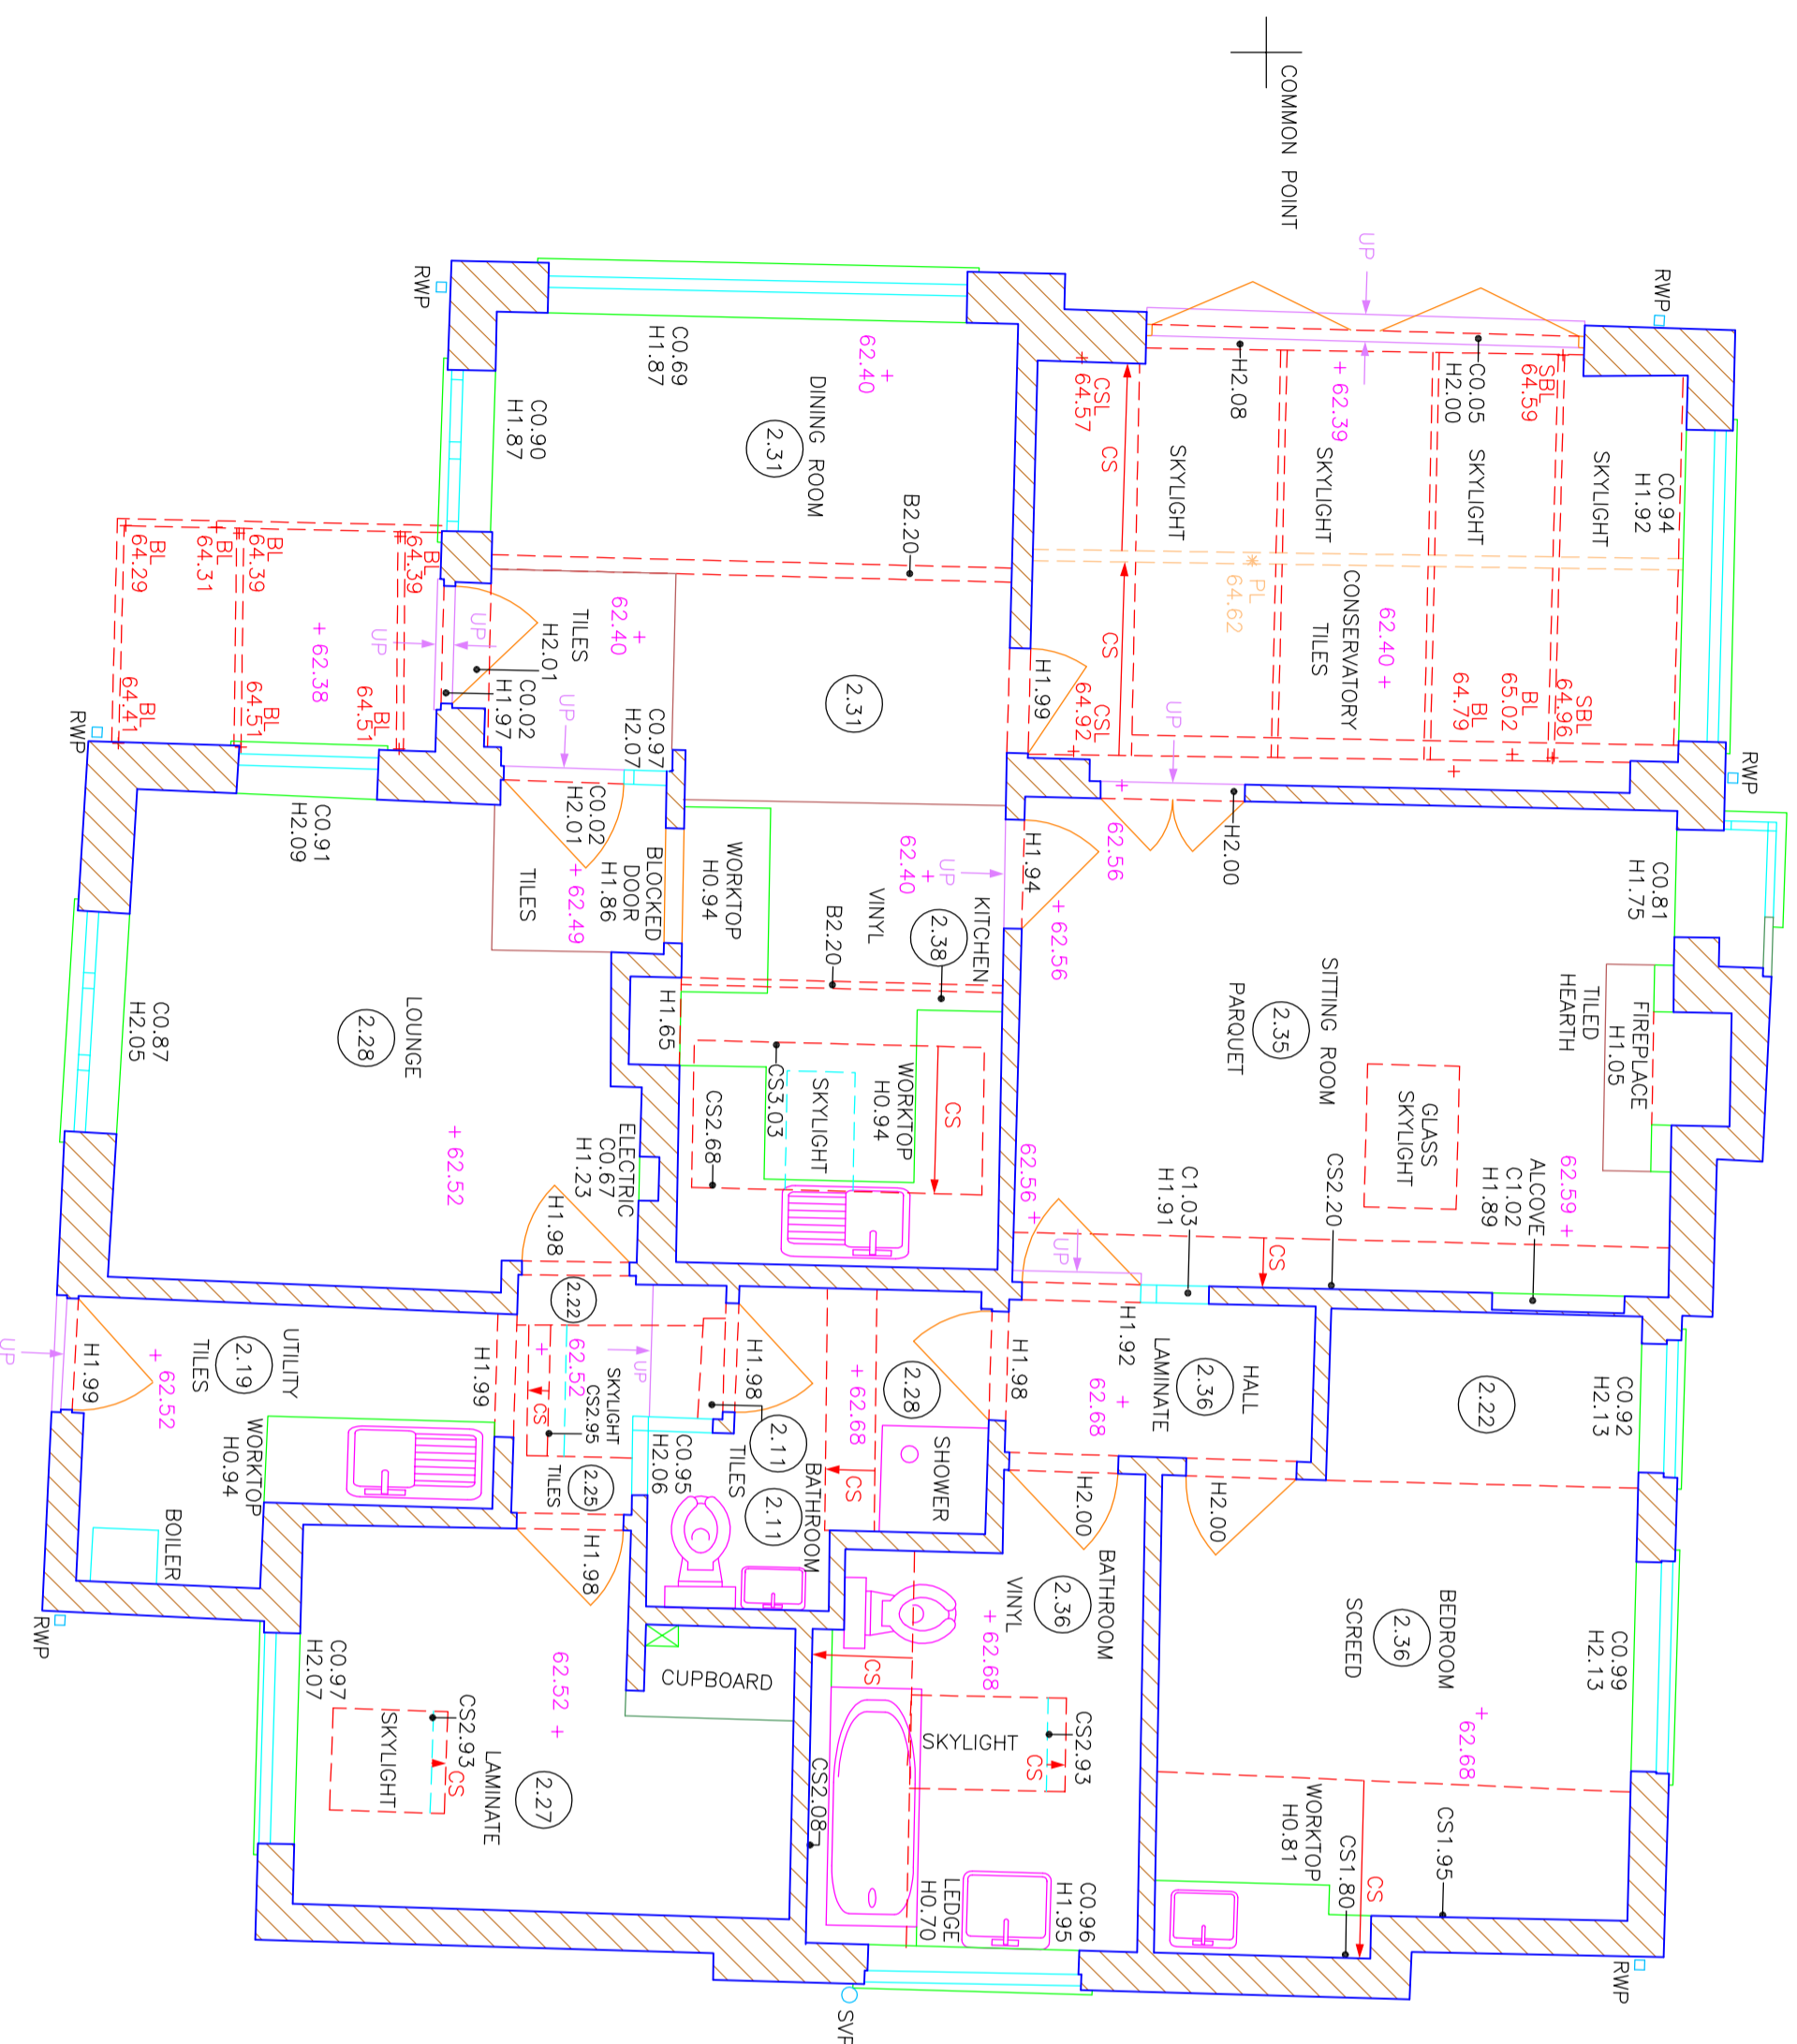 COMMON POINT
UP
RWP
RWP
C0.69
H1.87
62.40
DINING ROOM
2.31
B2.20
C0.90
H1.87
CSL
64.57
CS
H2.08
62.39
C0.05
H2.00
SBL
64.59
SKYLIGHT
SKYLIGHT
SKYLIGHT
SKYLIGHT
C0.94
H1.92
PL
64.62
CONSERVATORY
TILES
62.40
CS
CSL
64.92
BL
64.79
BL
65.02
SBL
64.96
H1.99
UP
RWP
BL
64.29
BL
64.31
BL
64.39
BL
64.39
62.38
UP
UP
BL
64.41
BL
64.51
BL
64.51
RWP
TILES
H2.01
62.40
C0.02
H1.97
UP
C0.97
H2.07
2.31
C0.91
H2.09
C0.02
H2.01
BLOCKED
DOOR
H1.86
62.49
TILES
WORKTOP
H0.94
62.40
UP
KITCHEN
VINYL
2.38
B2.20
H1.94
62.56
62.56
H2.00
C0.81
H1.75
SITTING ROOM
2.35
PARQUET
TILED
HEARTH
FIREPLACE
H1.05
GLASS
SKYLIGHT
C0.87
H2.05
LOUNGE
2.28
62.52
H1.65
CS3.03
CS2.68
SKYLIGHT
WORKTOP
H0.94
CS
ELECTRIC
C0.67
H1.23
H1.98
62.56
UP
C1.03
H1.91
CS2.20
CS
ALCOVE
C1.02
H1.89
62.59
UP
H1.99
62.52
UTILITY
2.19
TILES
WORKTOP
H0.94
BOILER
RWP
H1.99
2.22
62.52
UP
SKYLIGHT
CS2.95
CS
TILES
2.25
H1.98
H1.98
2.11
BATHROOM
TILES
2.11
C0.95
H2.06
62.68
CS
2.28
SHOWER
H1.98
H1.92
HALL
2.36
LAMINATE
62.68
2.22
C0.92
H2.13
H2.00
H2.00
BATHROOM
2.36
VINYL
62.68
CS
SKYLIGHT
CS2.93
CS
CS2.08
LEDGE
H0.70
C0.96
H1.95
SVP
BEDROOM
2.36
SCREED
C0.99
H2.13
62.68
WORKTOP
H0.81
CS1.80
CS
CS1.95
RWP
CUPBOARD
62.52
C0.97
H2.07
SKYLIGHT
CS2.93
CS
LAMINATE
2.27